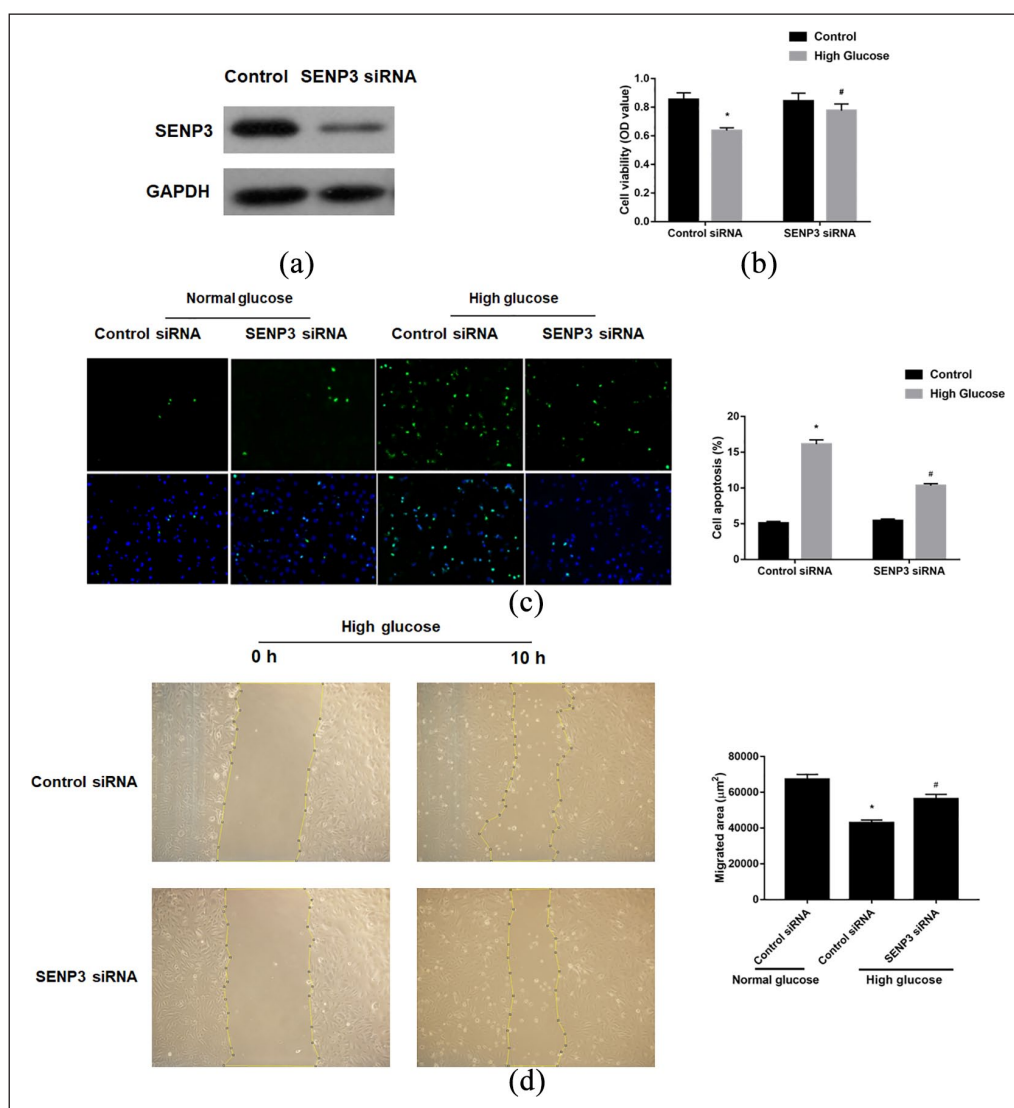 Control SENP3 siRNA
SENP3
GAPDH
(a)
Control
High Glucose
Cell viability (OD value)
1.0
0.8
0.6
0.4
0.2
0.0
*
#
Control siRNA SENP3 siRNA
(b)
Normal glucose High glucose
Control siRNA SENP3 siRNA Control siRNA SENP3 siRNA
Control
High Glucose
Cell apoptosis (%)
20
15
10
5
0
*
#
Control siRNA SENP3 siRNA
(c)
High glucose
0 h 10 h
Control siRNA
SENP3 siRNA
Migrated area (μm²)
80000
60000
40000
20000
0
*
#
Control siRNA
Control siRNA
SENP3 siRNA
Normal glucose High glucose
(d)